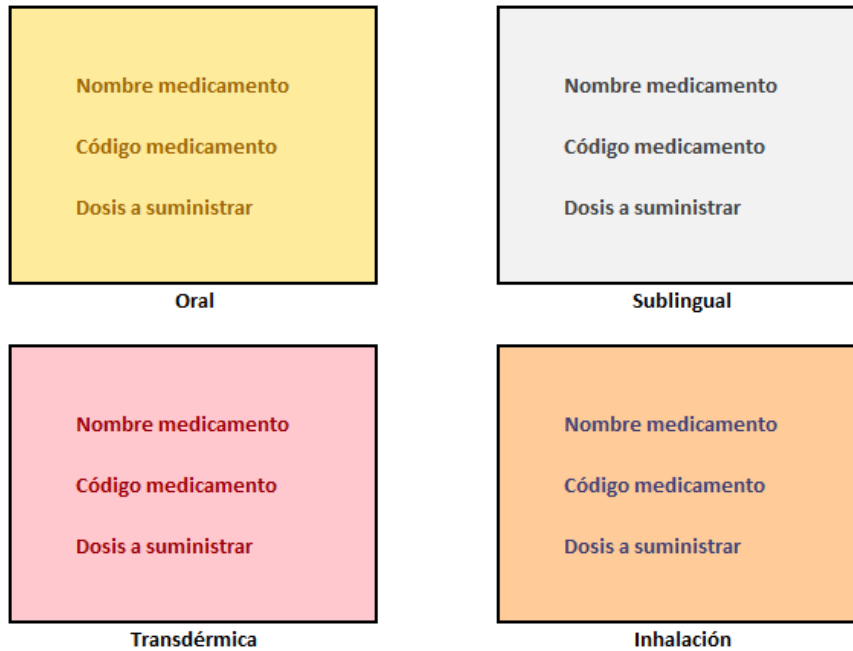 Nombre medicamento
Código medicamento
Dosis a suministrar
Oral
Nombre medicamento
Código medicamento
Dosis a suministrar
Sublingual
Nombre medicamento
Código medicamento
Dosis a suministrar
Transdérmica
Nombre medicamento
Código medicamento
Dosis a suministrar
Inhalación